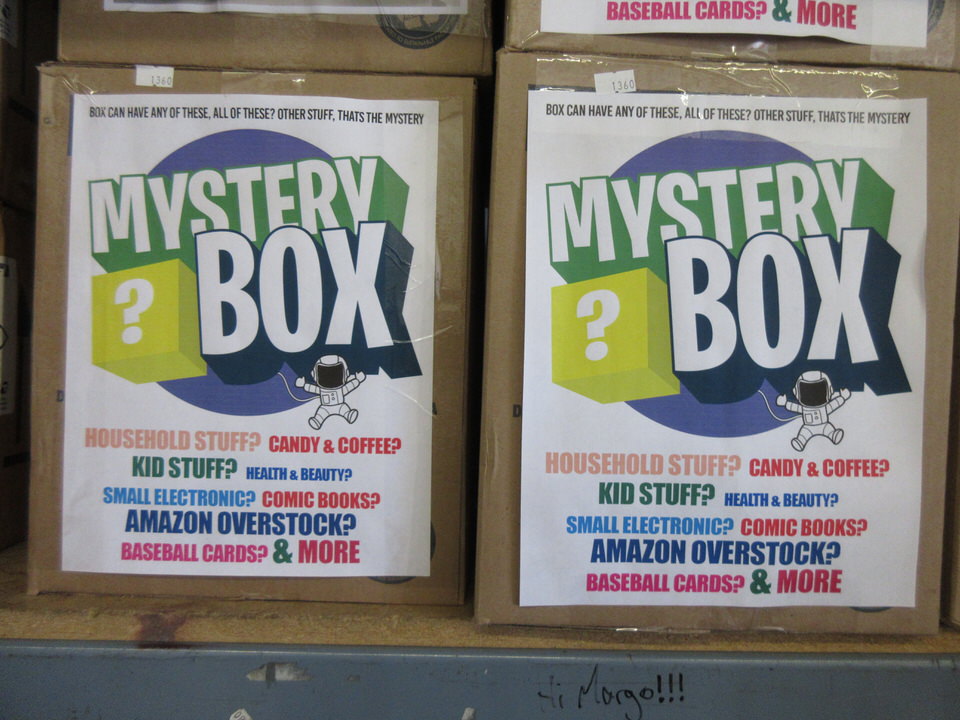 BASEBALL CARDS? & MORE
1360
BOX CAN HAVE ANY OF THESE, ALL OF THESE? OTHER STUFF, THATS THE MYSTERY
MYSTERY
BOX
?
HOUSEHOLD STUFF? CANDY & COFFEE?
KID STUFF? HEALTH & BEAUTY?
SMALL ELECTRONIC? COMIC BOOKS?
AMAZON OVERSTOCK?
BASEBALL CARDS? & MORE
1360
BOX CAN HAVE ANY OF THESE, ALL OF THESE? OTHER STUFF, THATS THE MYSTERY
MYSTERY
BOX
?
HOUSEHOLD STUFF? CANDY & COFFEE?
KID STUFF? HEALTH & BEAUTY?
SMALL ELECTRONIC? COMIC BOOKS?
AMAZON OVERSTOCK?
BASEBALL CARDS? & MORE
Hi Margo!!!